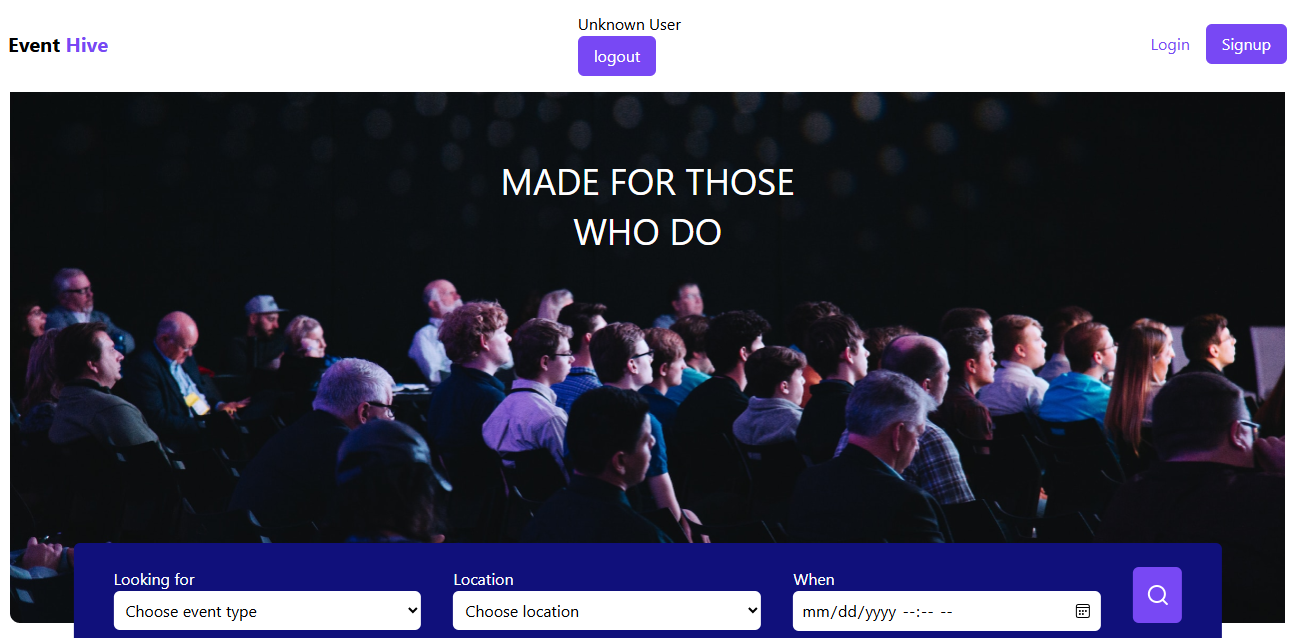 Event Hive
Unknown User
logout
Login
Signup
MADE FOR THOSE
WHO DO
Looking for
Location
When
Choose event type
Choose location
mm/dd/yyyy --:-- --